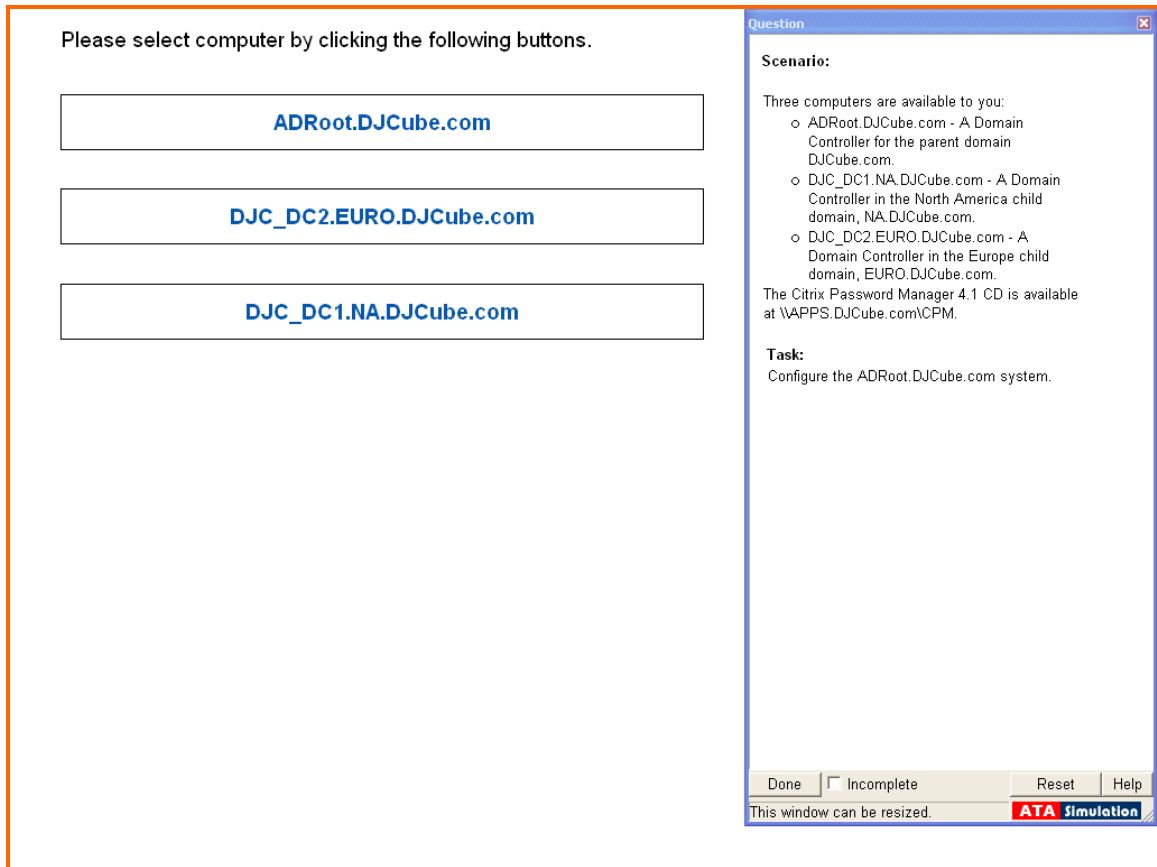 Please select computer by clicking the following buttons.
ADRoot.DJCube.com
DJC_DC2.EURO.DJCube.com
DJC_DC1.NA.DJCube.com
Question
Scenario:
Three computers are available to you:
o ADRoot.DJCube.com - A Domain
Controller for the parent domain
DJCube.com.
o DJC_DC1.NA.DJCube.com - A Domain
Controller in the North America child
domain, NA.DJCube.com.
o DJC_DC2.EURO.DJCube.com - A
Domain Controller in the Europe child
domain, EURO.DJCube.com.
The Citrix Password Manager 4.1 CD is available
at \\APPS.DJCube.com\CPM.
Task:
Configure the ADRoot.DJCube.com system.
Done Incomplete Reset Help
This window can be resized. ATA Simulation